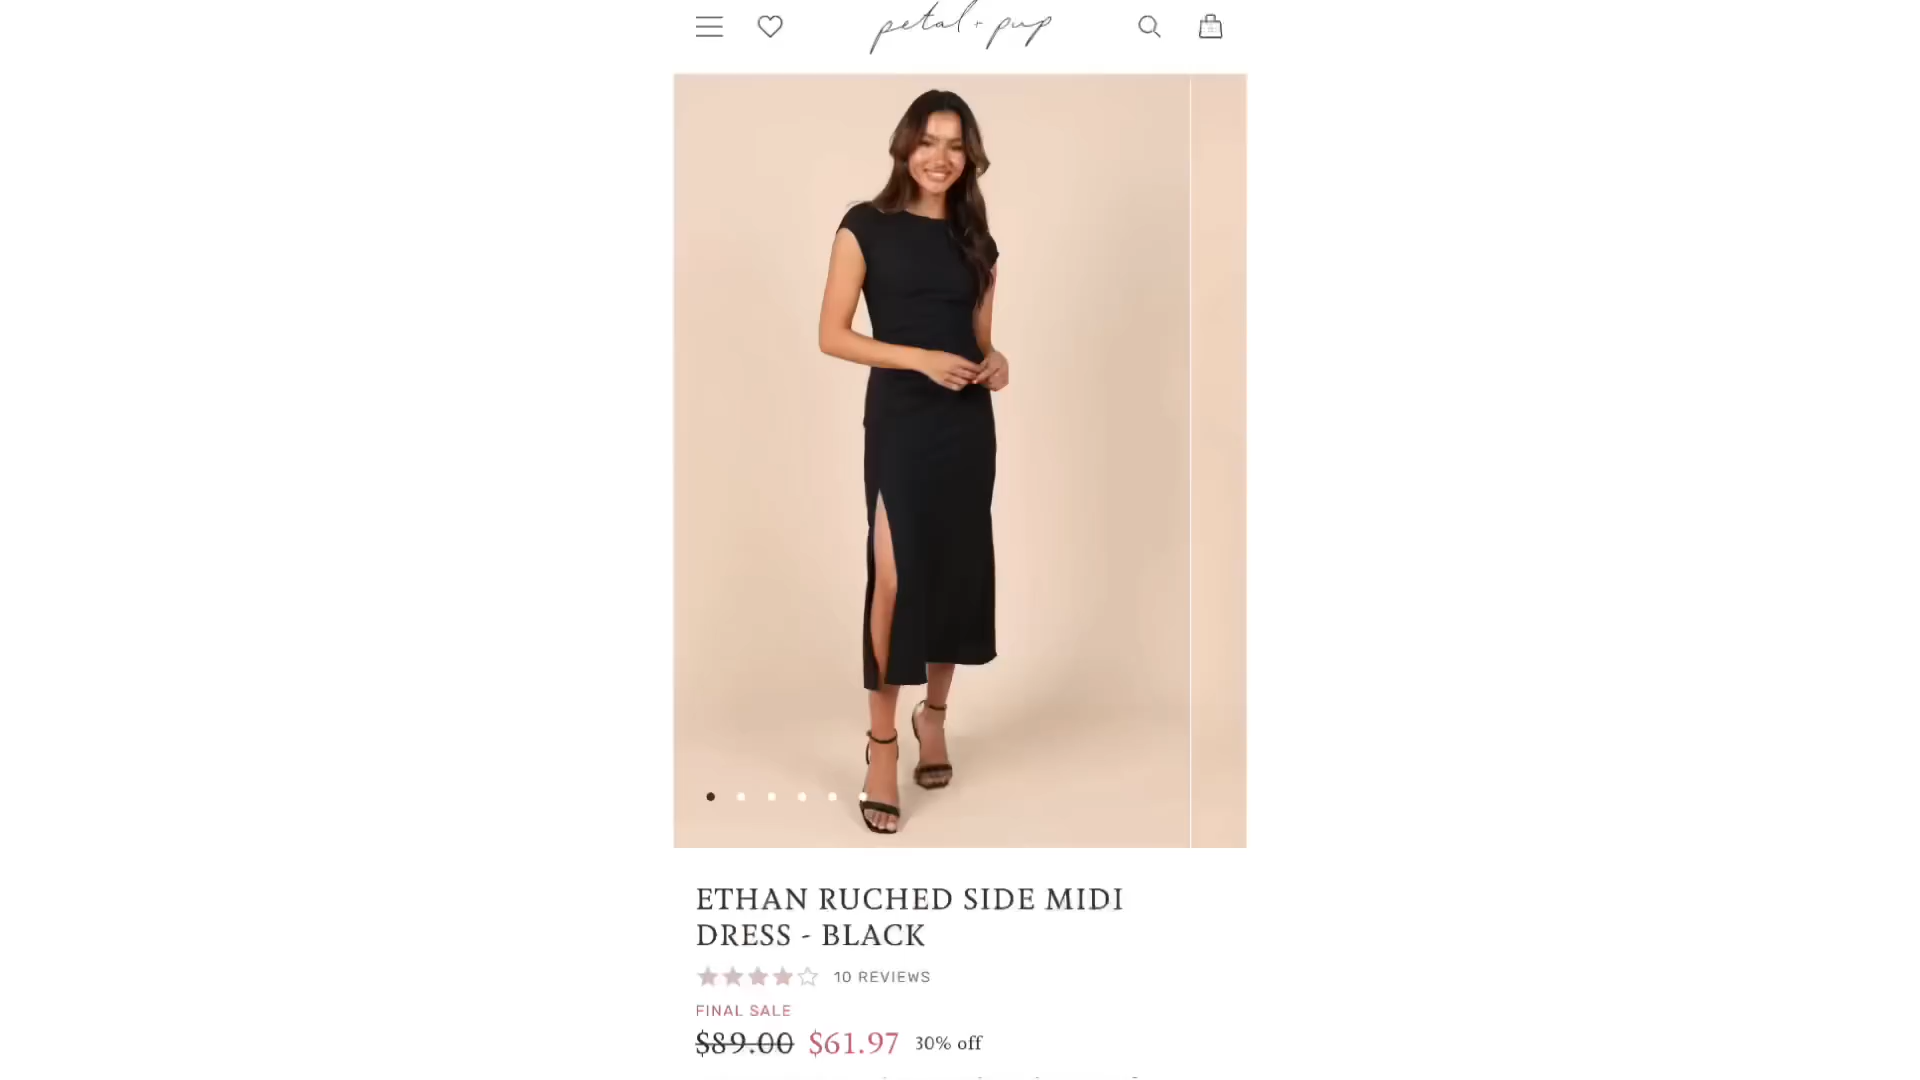 petal + pup
ETHAN RUCHED SIDE MIDI
DRESS - BLACK
10 REVIEWS
FINAL SALE
$89.00 $61.97 30% off